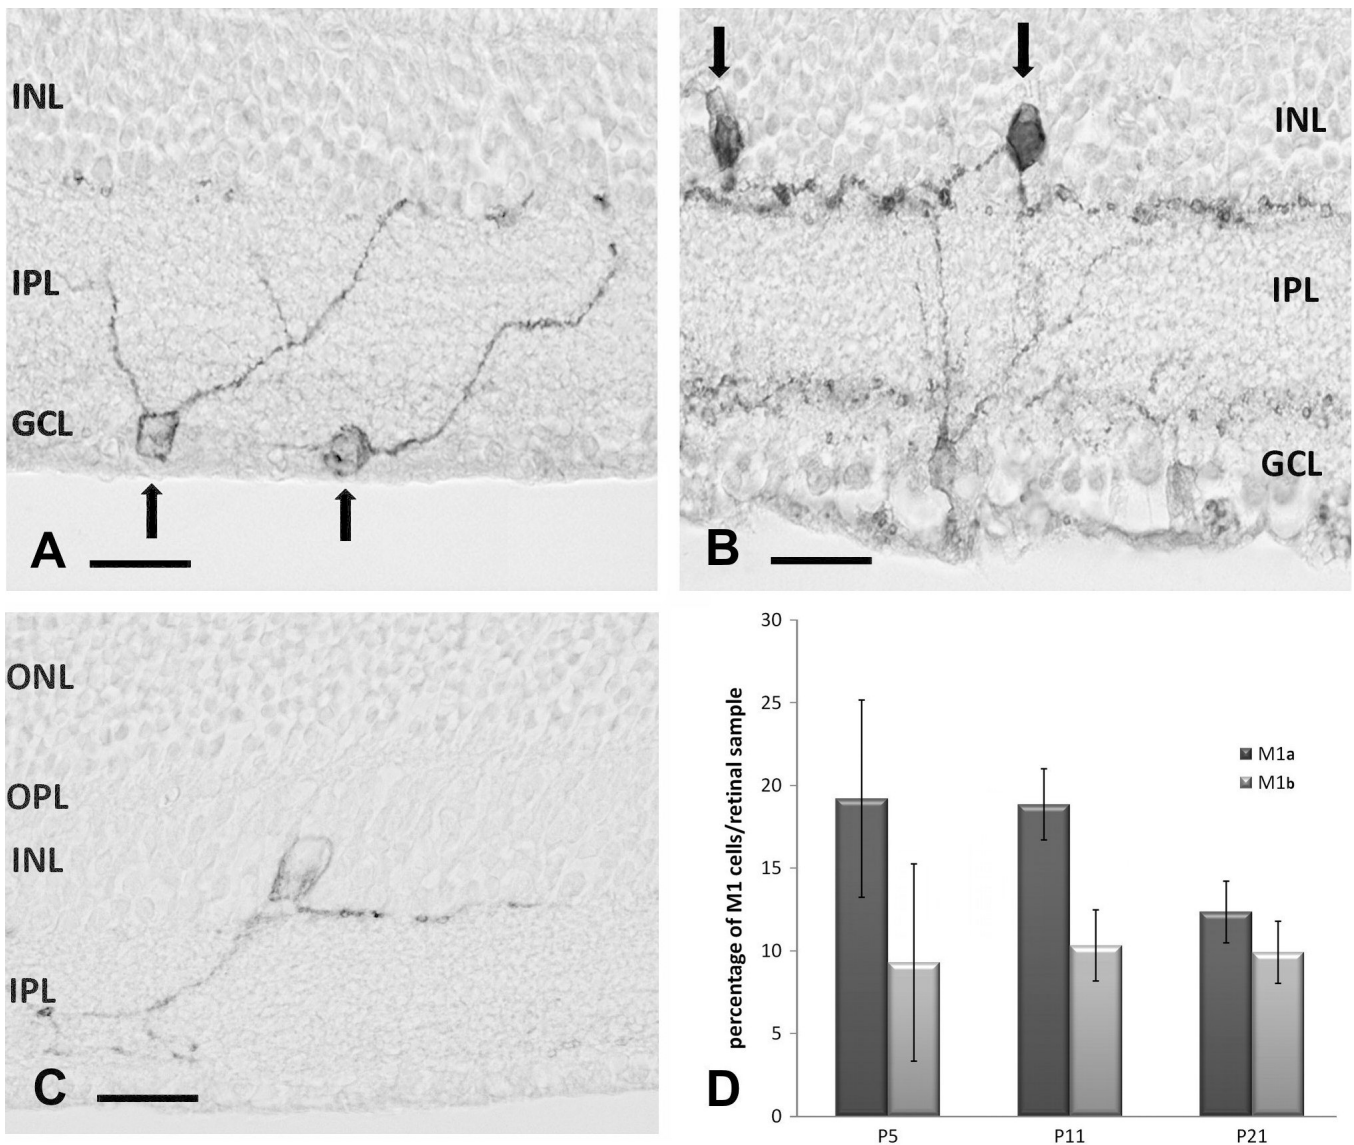 INL
IPL
GCL
A
INL
IPL
GCL
B
ONL
OPL
INL
IPL
C
30
25
20
15
10
5
0
percentage of M1 cells/retinal sample
M1a
M1b
P5
P11
P21
D